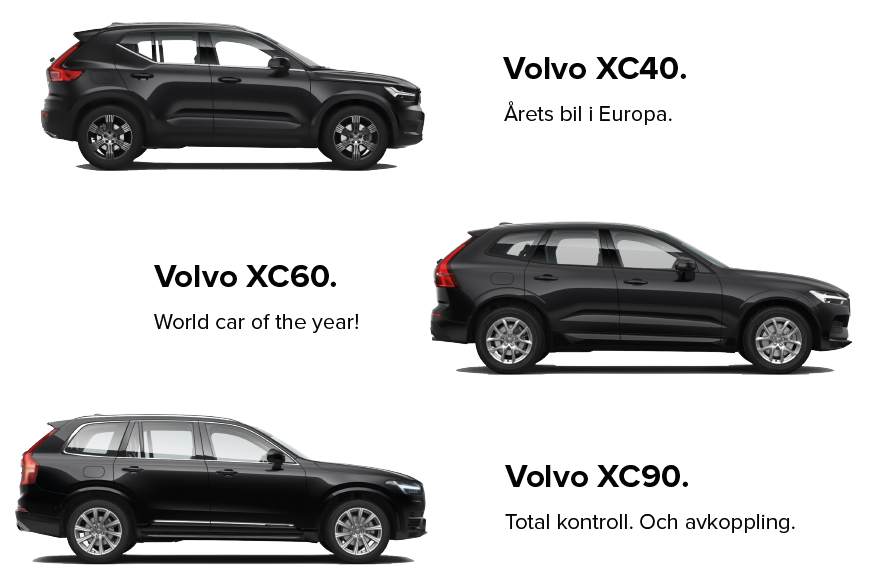 Volvo XC40.
Årets bil i Europa.
Volvo XC60.
World car of the year!
Volvo XC90.
Total kontroll. Och avkoppling.